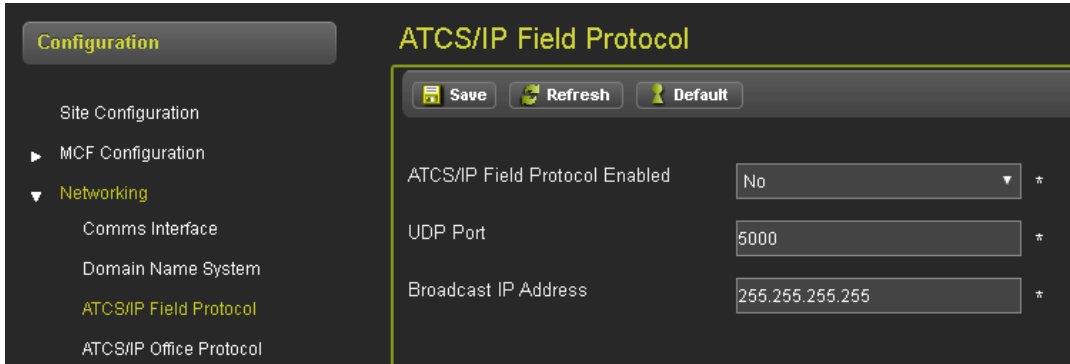 Configuration
Site Configuration
MCF Configuration
Networking
Comms Interface
Domain Name System
ATCS/IP Field Protocol
ATCS/IP Office Protocol
ATCS/IP Field Protocol
Save Refresh Default
ATCS/IP Field Protocol Enabled No *
UDP Port 5000 *
Broadcast IP Address 255.255.255.255 *